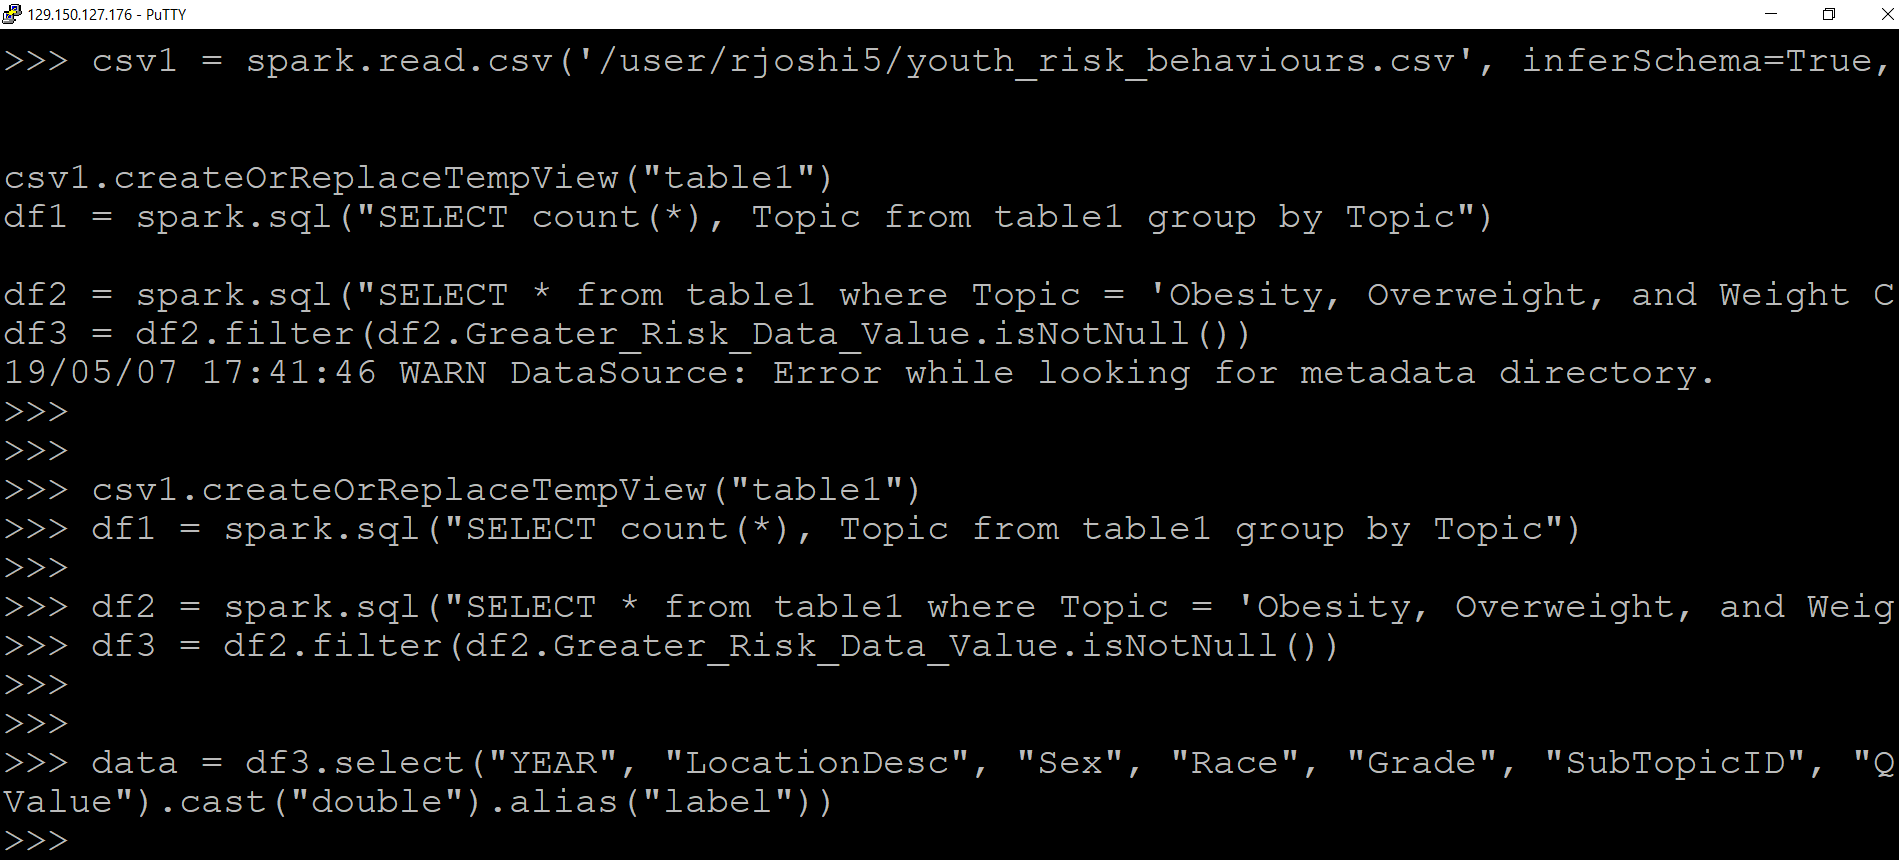 129.150.127.176 - PuTTY
>>> csv1 = spark.read.csv('/user/rjoshi5/youth_risk_behaviours.csv', inferSchema=True,
csv1.createOrReplaceTempView("table1")
df1 = spark.sql("SELECT count(*), Topic from table1 group by Topic")
df2 = spark.sql("SELECT * from table1 where Topic = 'Obesity, Overweight, and Weight C
df3 = df2.filter(df2.Greater_Risk_Data_Value.isNotNull())
19/05/07 17:41:46 WARN DataSource: Error while looking for metadata directory.
>>>
>>>
>>> csv1.createOrReplaceTempView("table1")
>>> df1 = spark.sql("SELECT count(*), Topic from table1 group by Topic")
>>>
>>> df2 = spark.sql("SELECT * from table1 where Topic = 'Obesity, Overweight, and Weig
>>> df3 = df2.filter(df2.Greater_Risk_Data_Value.isNotNull())
>>>
>>>
>>> data = df3.select("YEAR", "LocationDesc", "Sex", "Race", "Grade", "SubTopicID", "Q
Value").cast("double").alias("label"))
>>>